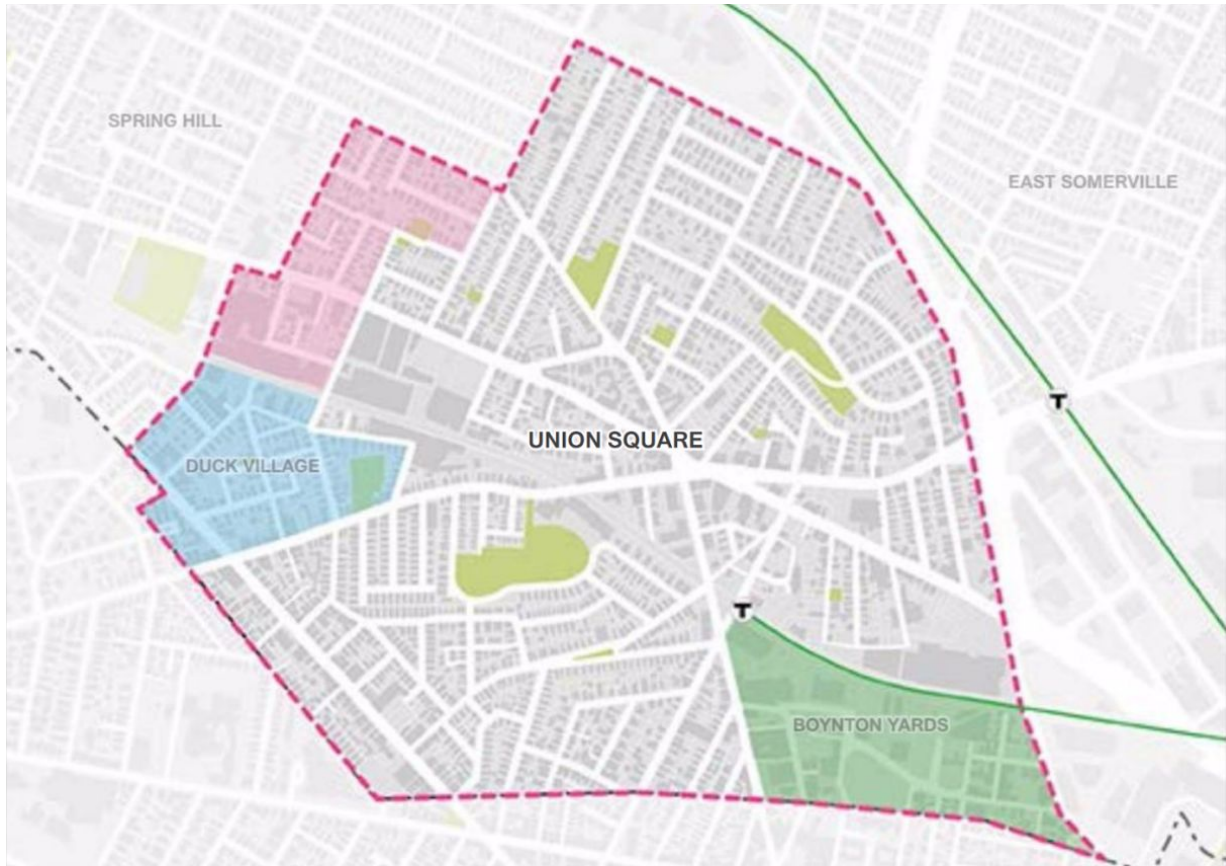 SPRING HILL
EAST SOMERVILLE
T
UNION SQUARE
DUCK VILLAGE
T
BOYNTON YARDS